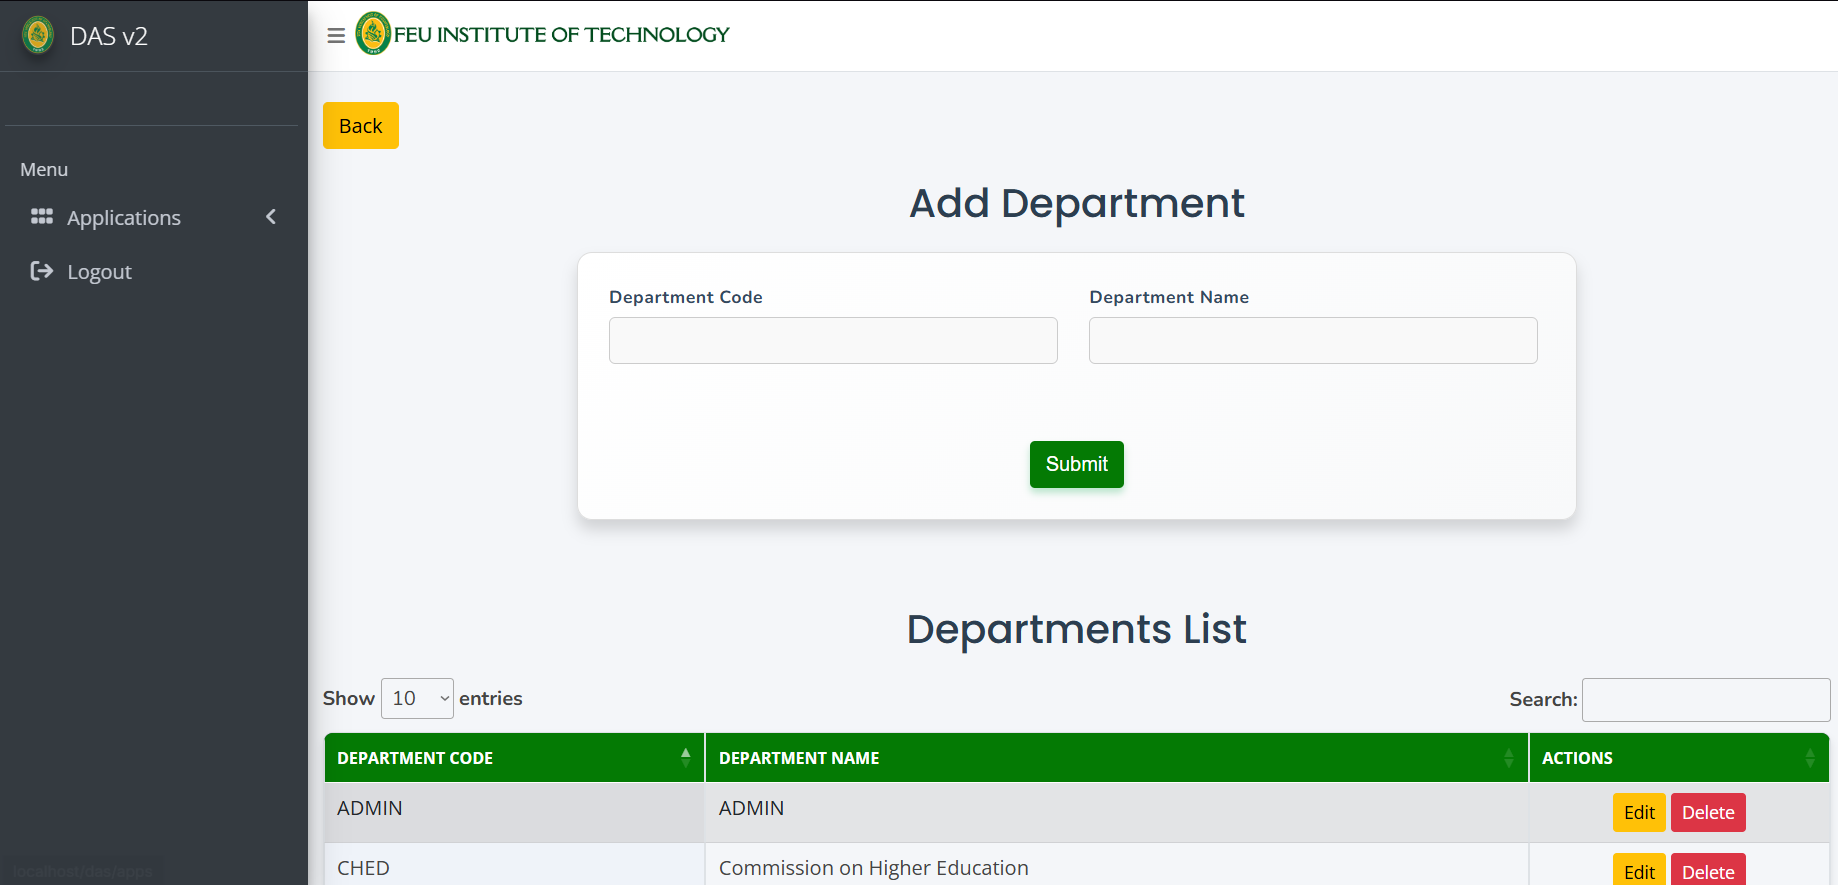 DAS v2
FEU INSTITUTE OF TECHNOLOGY
Menu
Applications
Logout
Back
Add Department
Department Code
Department Name
Submit
Departments List
Show 10 entries
Search:
DEPARTMENT CODE DEPARTMENT NAME ACTIONS
ADMIN ADMIN Edit Delete
CHED Commission on Higher Education Edit Delete
localhost/das/apps